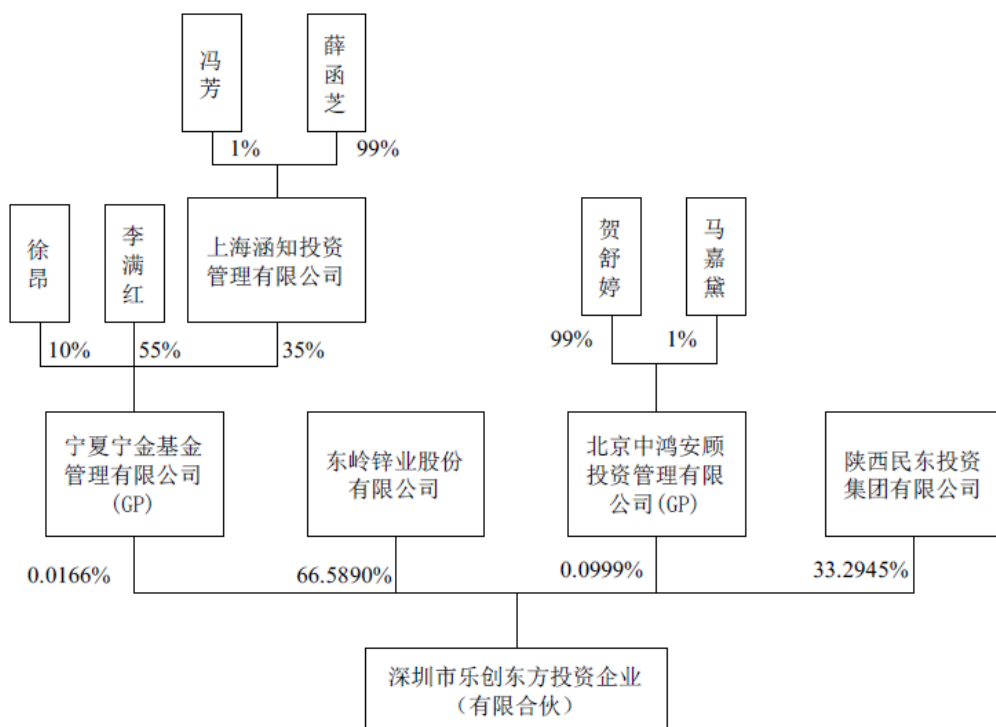 冯芳
薛函芝
1%
99%
徐昂
李满红
上海涵知投资
管理有限公司
贺舒婷
马嘉黛
10%
55%
35%
99%
1%
宁夏宁金基金
管理有限公司
(GP)
东岭锌业股份
有限公司
北京中鸿安顾
投资管理有限
公司(GP)
陕西民东投资
集团有限公司
0.0166%
66.5890%
0.0999%
33.2945%
深圳市乐创东方投资企业
（有限合伙）